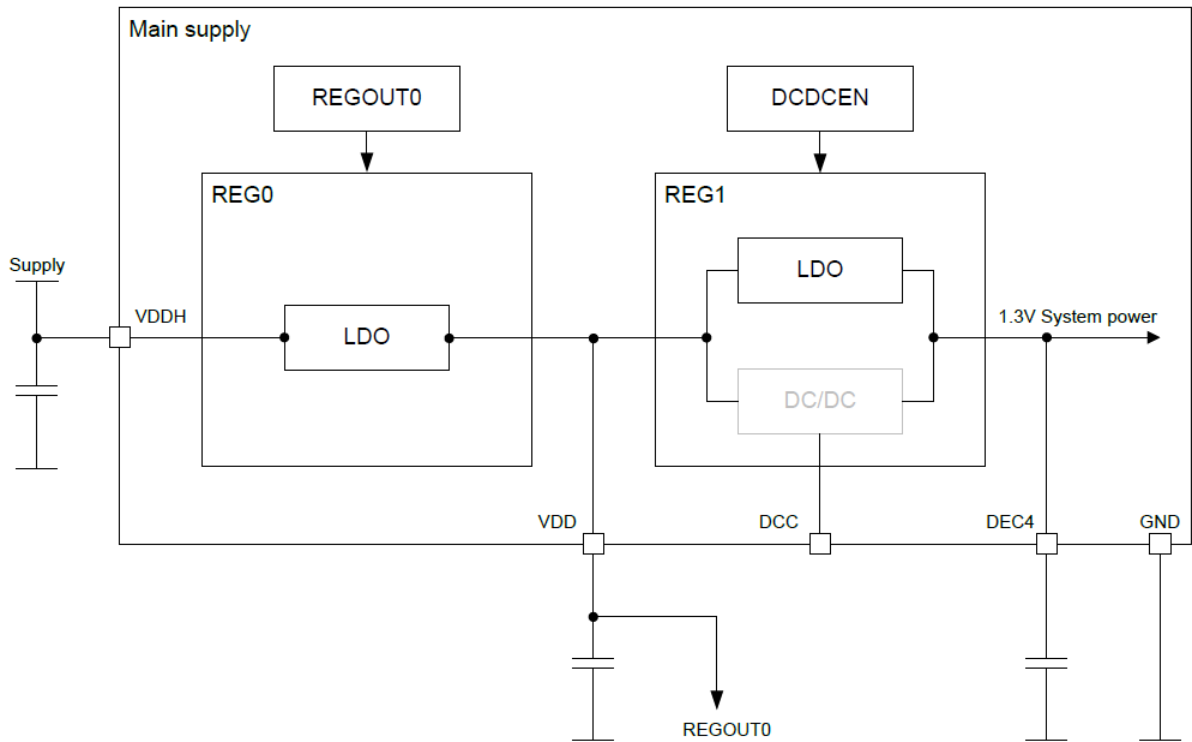 Main supply
REGOUT0
DCDCEN
REG0
REG1
Supply
VDDH
LDO
LDO
1.3V System power
DC/DC
VDD
DCC
DEC4
GND
REGOUT0